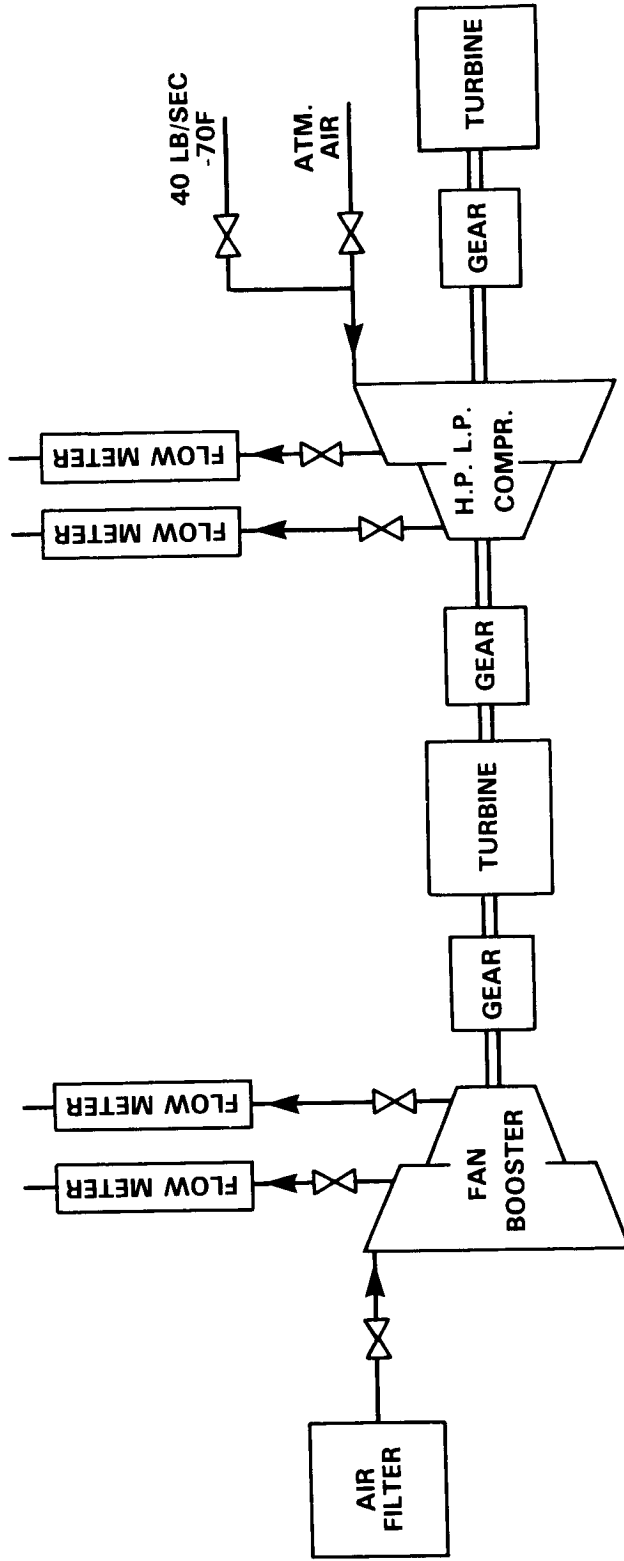 AIR
FILTER
FAN
BOOSTER
FLOW METER
FLOW METER
GEAR
TURBINE
GEAR
H.P. L.P.
COMPR.
FLOW METER
FLOW METER
40 LB/SEC
-70F
ATM.
AIR
GEAR
TURBINE